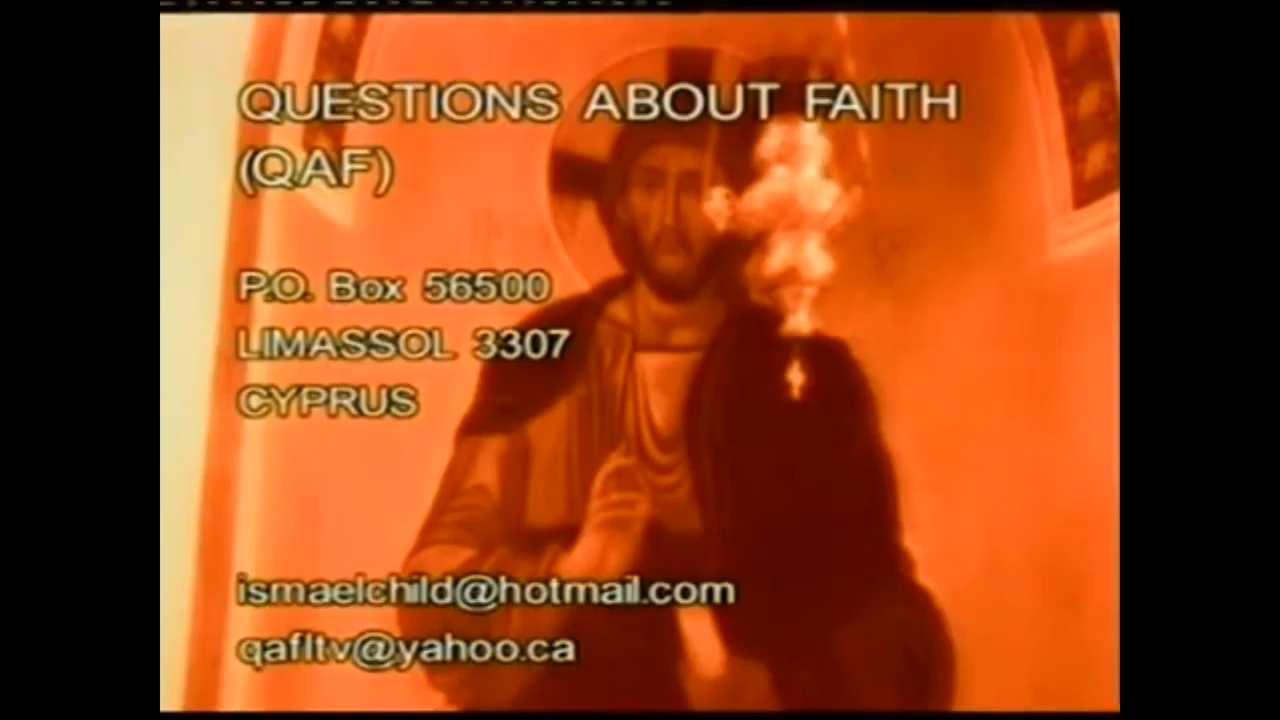 QUESTIONS ABOUT FAITH
(QAF)
P.O. Box 56500
LIMASSOL 3307
CYPRUS
ismaelchild@hotmail.com
qafltv@yahoo.ca